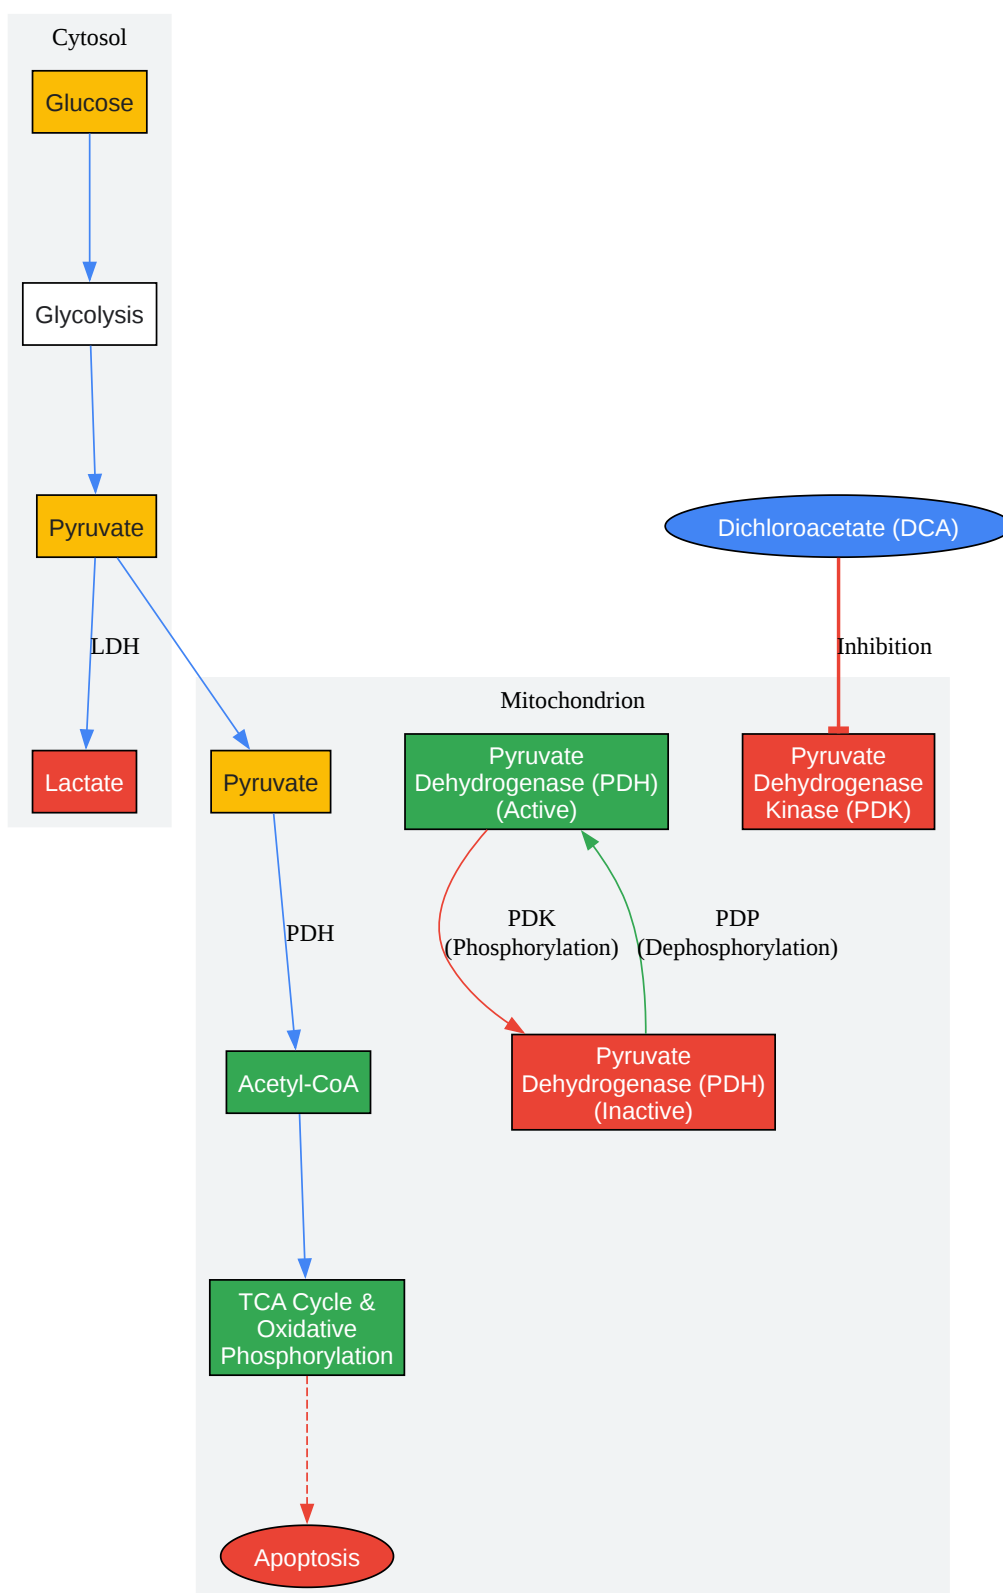 Cytosol
Glucose
Glycolysis
Pyruvate
Dichloroacetate (DCA)
LDH
Inhibition
Mitochondrion
Lactate
Pyruvate
Pyruvate
Dehydrogenase (PDH)
(Active)
Pyruvate
Dehydrogenase
Kinase (PDK)
PDH
PDK
(Phosphorylation)
PDP
(Dephosphorylation)
Acetyl-CoA
Pyruvate
Dehydrogenase (PDH)
(Inactive)
TCA Cycle &
Oxidative
Phosphorylation
Apoptosis